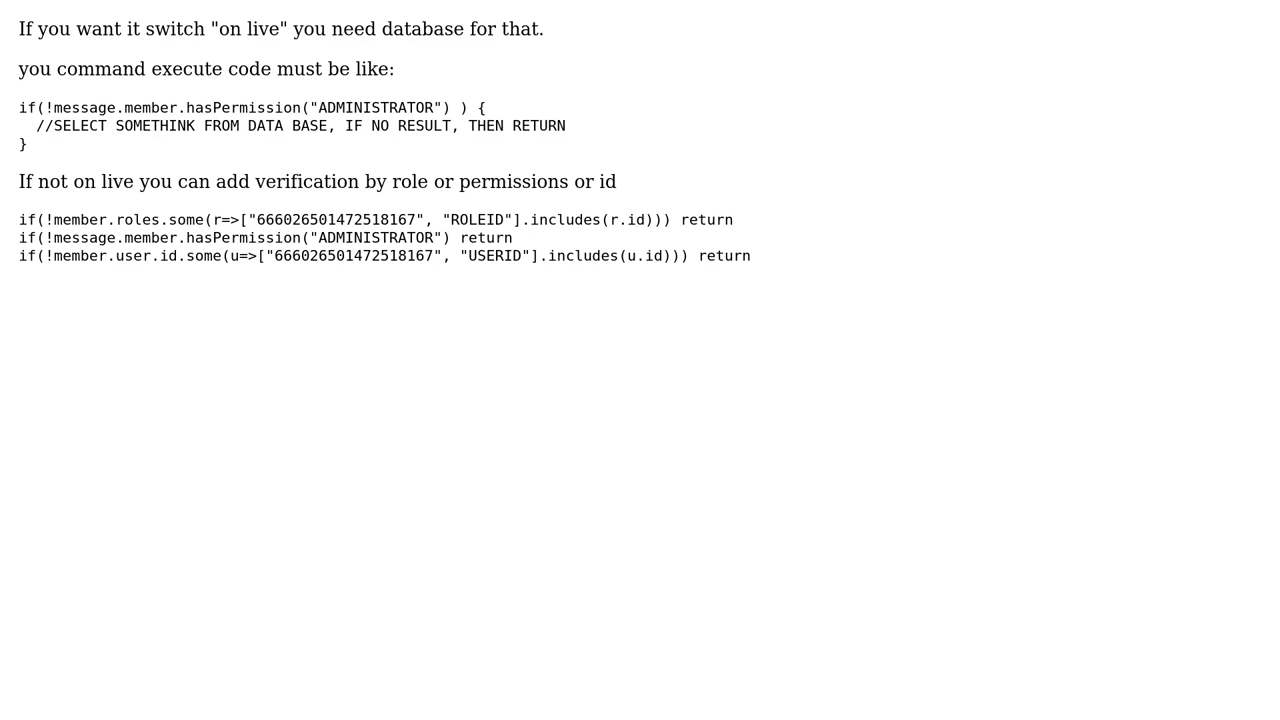 If you want it switch "on live" you need database for that.
you command execute code must be like:
if(!message.member.hasPermission("ADMINISTRATOR") ) {
  //SELECT SOMETHINK FROM DATA BASE, IF NO RESULT, THEN RETURN
}
If not on live you can add verification by role or permissions or id
if(!member.roles.some(r=>["666026501472518167", "ROLEID"].includes(r.id))) return
if(!message.member.hasPermission("ADMINISTRATOR") return
if(!member.user.id.some(u=>["666026501472518167", "USERID"].includes(u.id))) return